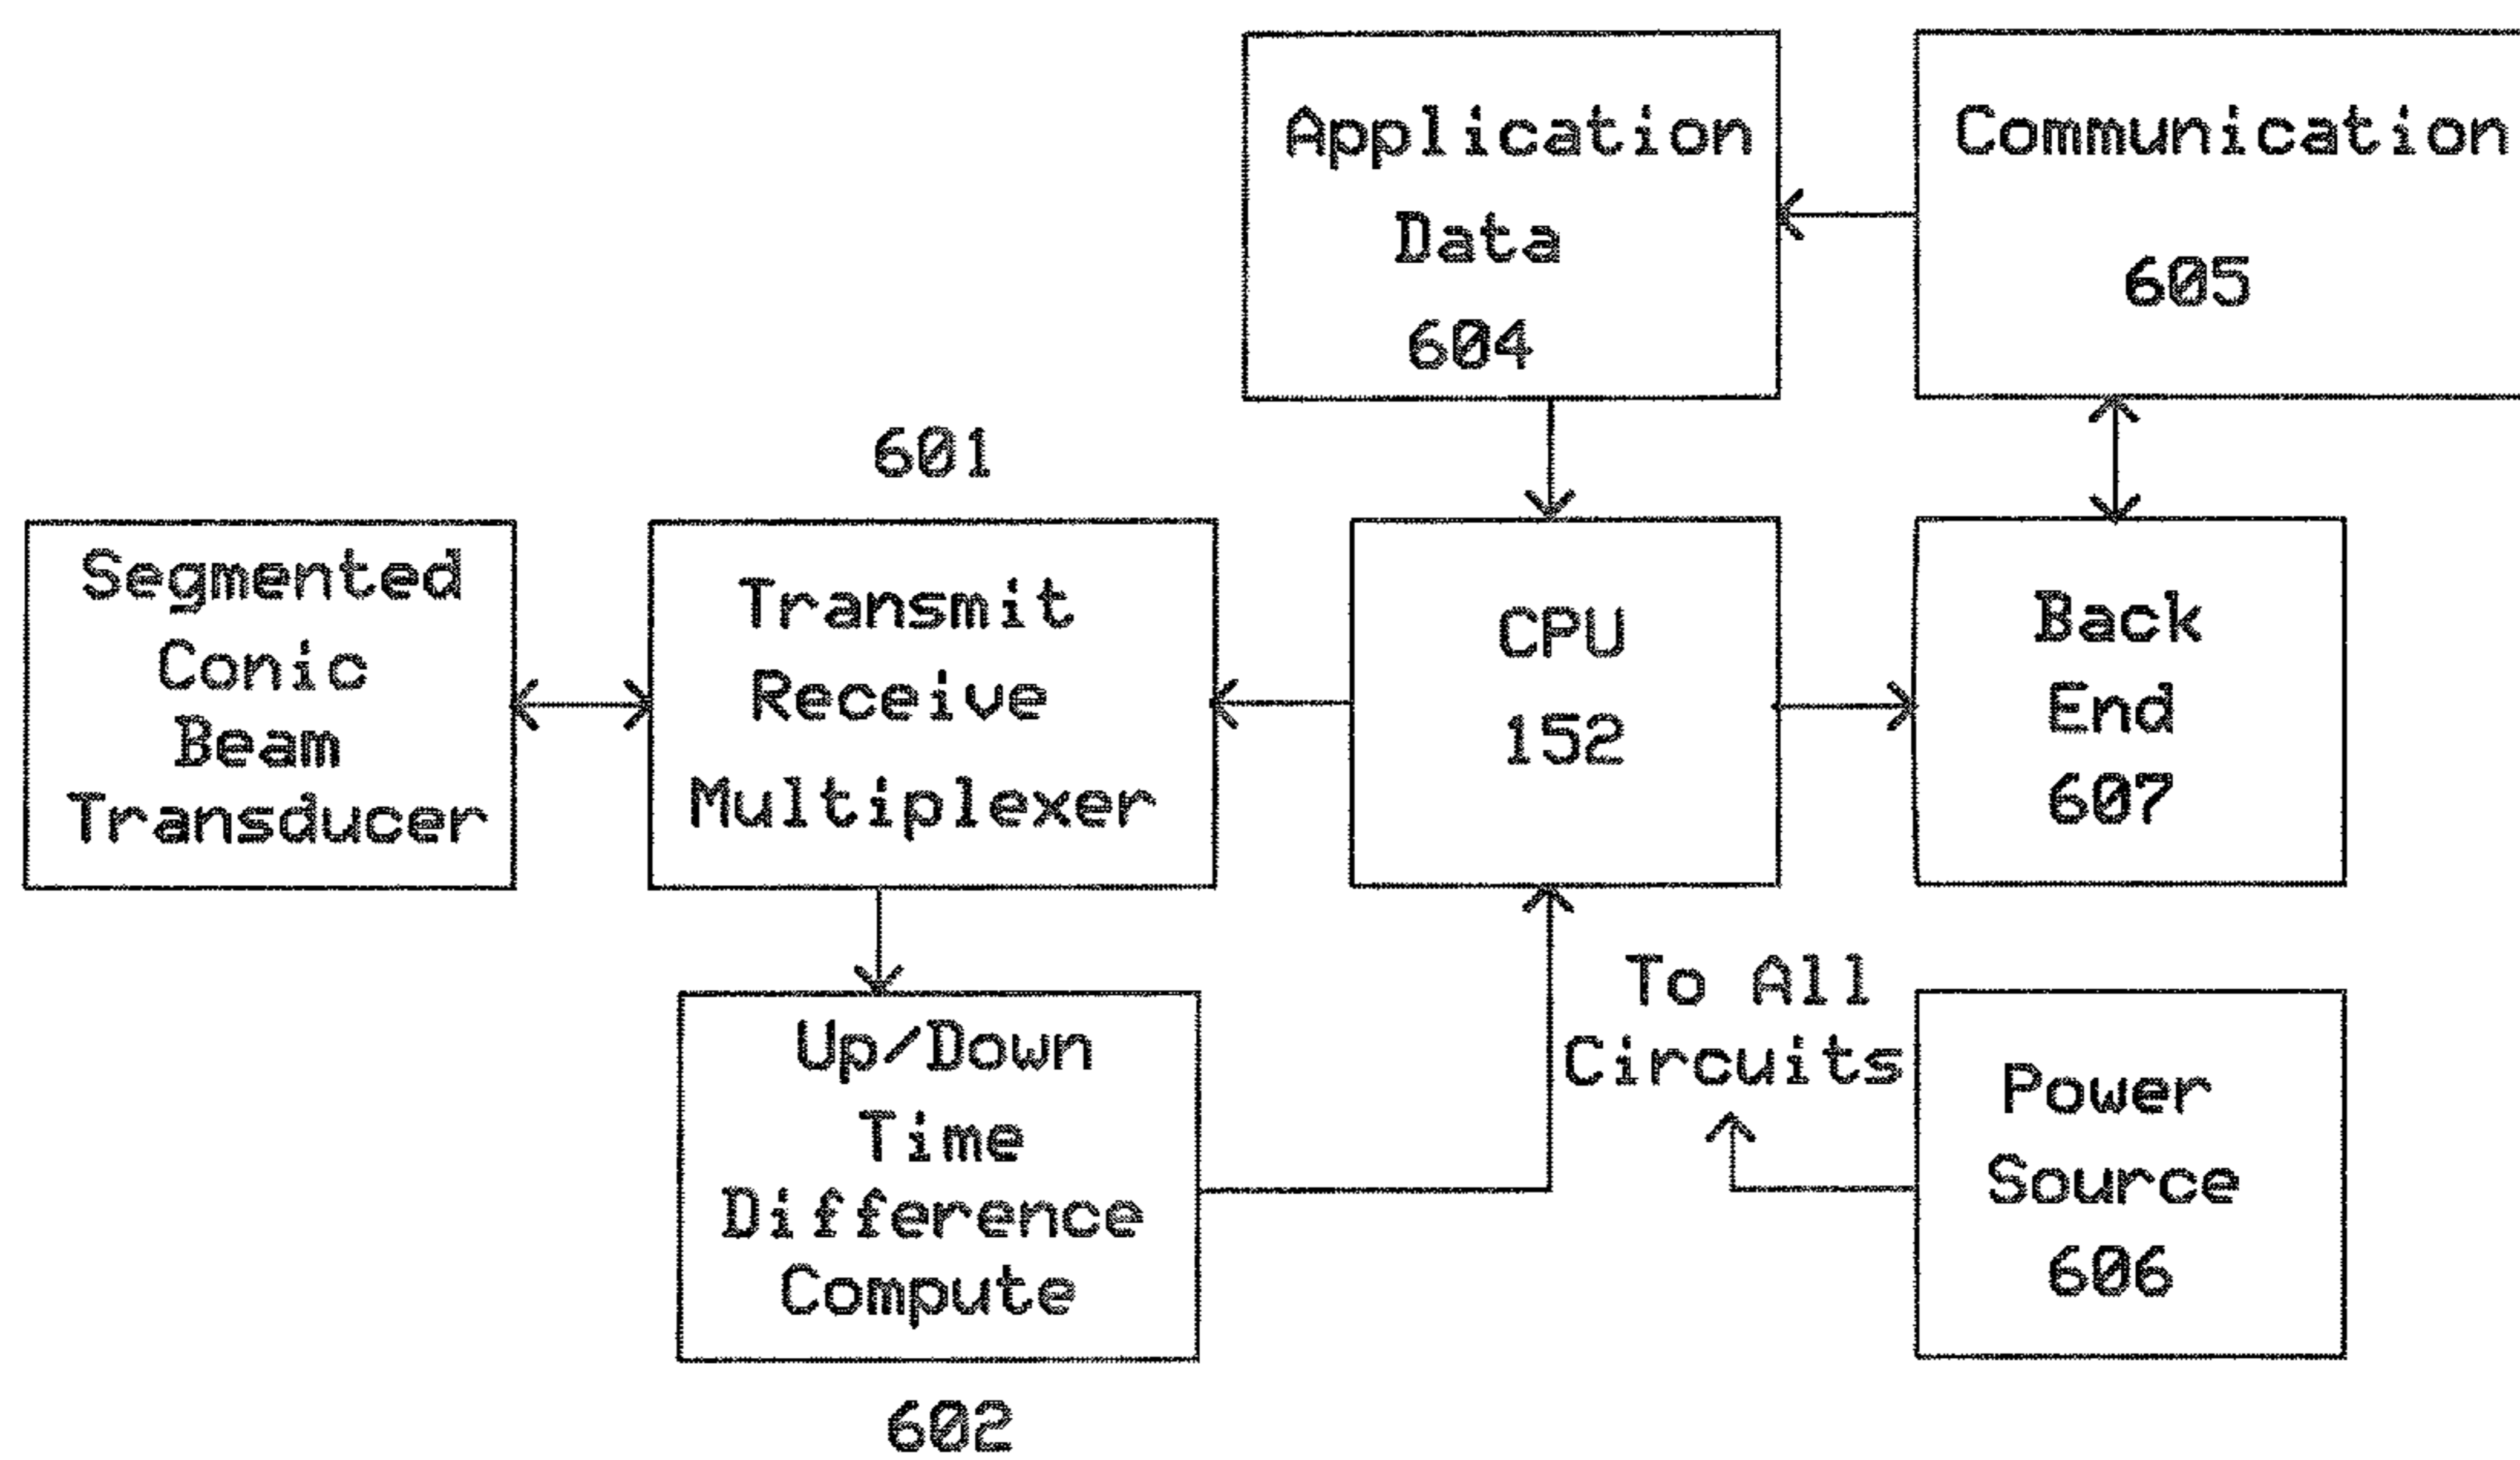 Application
Data
604
Communication
605
601
Segmented
Conic
Beam
Transducer
Transmit
Receive
Multiplexer
CPU
152
Back
End
607
Up/Down
Time
Difference
Compute
602
To All
Circuits
Power
Source
606